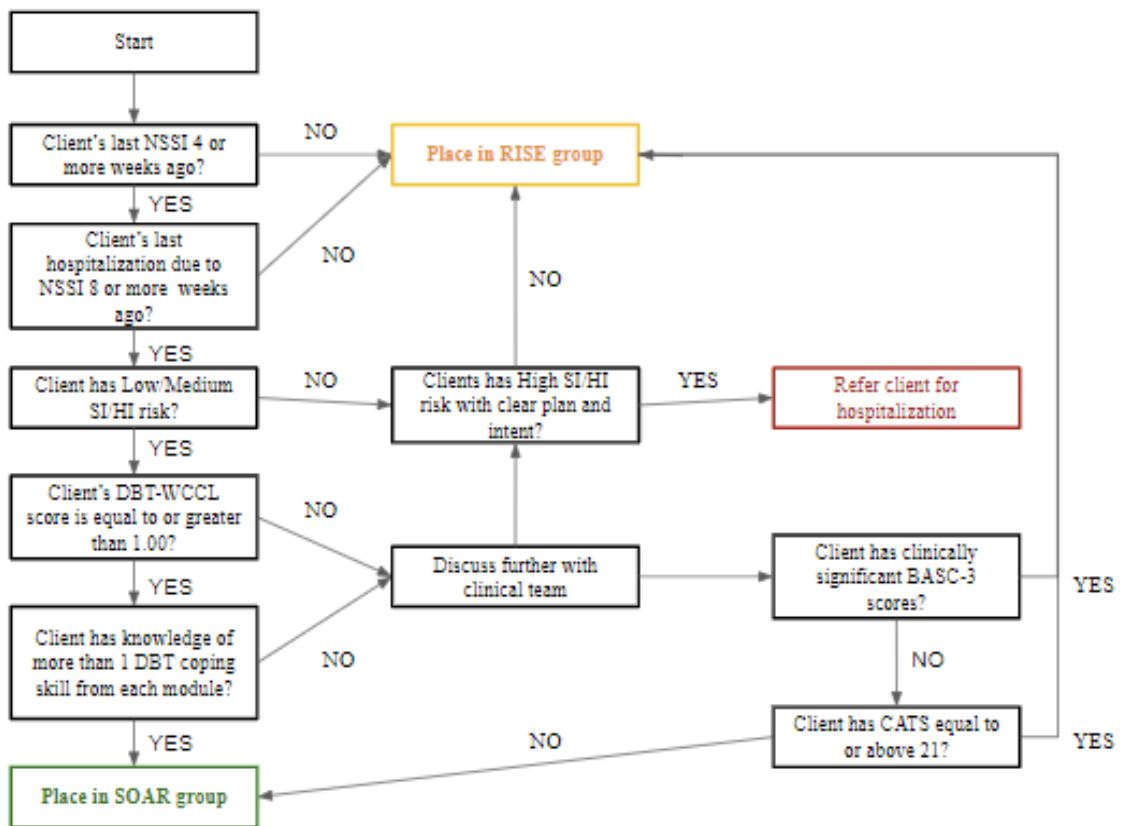 Start
Client's last NSSI 4 or
more weeks ago?
NO
Place in RISE group
YES
Client's last
hospitalization due to
NSSI 8 or more weeks
ago?
NO
NO
YES
Client has Low/Medium
SI/HI risk?
NO
Clients has High SI/HI
risk with clear plan and
intent?
YES
Refer client for
hospitalization
YES
Client's DBT-WCCL
score is equal to or greater
than 1.00?
NO
Discuss further with
clinical team
Client has clinically
significant BASC-3
scores?
YES
YES
Client has knowledge of
more than 1 DBT coping
skill from each module?
NO
NO
YES
NO
Client has CATS equal to
or above 21?
YES
Place in SOAR group